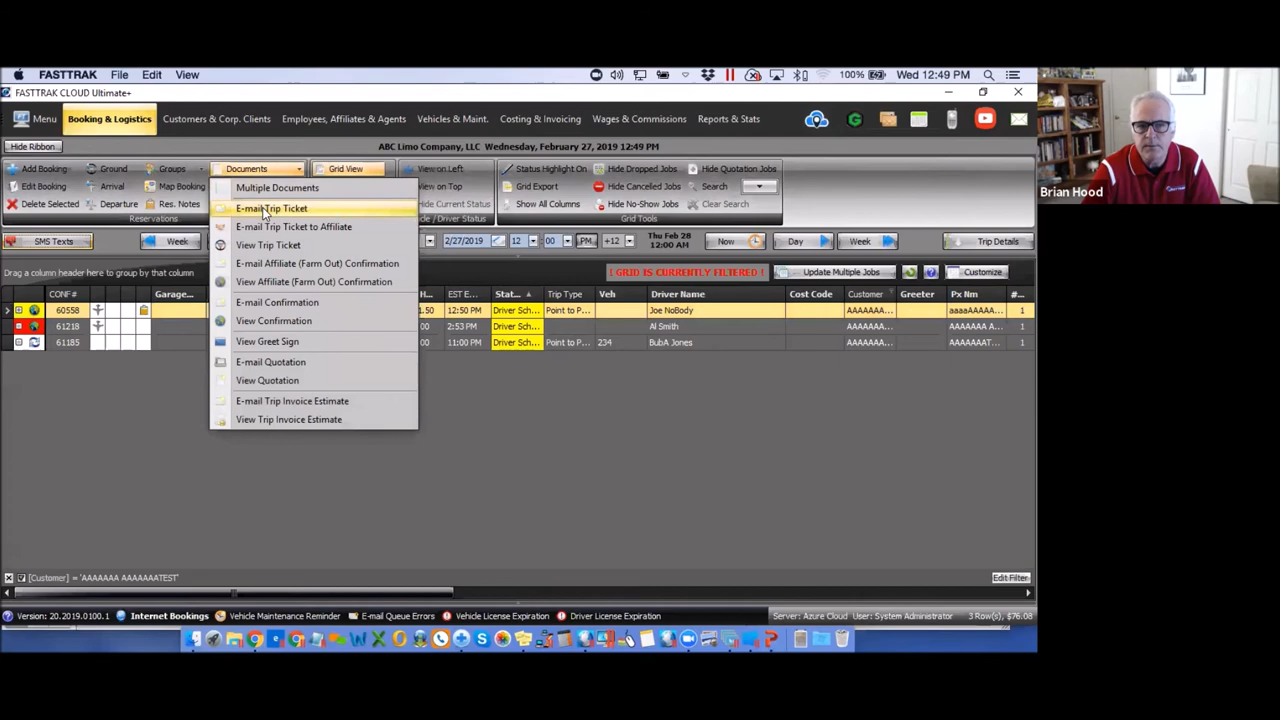 FASTTRAK File Edit View 100% Wed 12:49 PM
FASTTRAK CLOUD Ultimate+
Menu Booking & Logistics Customers & Corp. Clients Employees, Affiliates & Agents Vehicles & Maint. Costing & Invoicing Wages & Commissions Reports & Stats
Hide Ribbon ABC Limo Company, LLC Wednesday, February 27, 2019 12:49 PM
Add Booking Ground Groups Documents Grid View View on Left Status Highlight On Hide Dropped Jobs Hide Quotation Jobs
Edit Booking Arrival Map Booking Multiple Documents View on Top Grid Export Hide Cancelled Jobs Search
Delete Selected Departure Res. Notes E-mail Trip Ticket Hide Current Status Show All Columns Hide No-Show Jobs Clear Search
Reservations E-mail Trip Ticket to Affiliate de / Driver Status Grid Tools
SMS Texts Week View Trip Ticket 2/27/2019 12 00 PM +12 Thu Feb 28 12:00 AM Now Day Week Trip Details
Drag a column header here to group by that column E-mail Affiliate (Farm Out) Confirmation ! GRID IS CURRENTLY FILTERED ! Update Multiple Jobs Customize
View Affiliate (Farm Out) Confirmation
CONF# Garage... H... EST E... Stat... Trip Type Veh Driver Name Cost Code Customer Greeter Px Nm #...
E-mail Confirmation
60558 1.50 12:50 PM Driver Sch... Point to P... Joe NoBody AAAAAAA... aaaaAAAAA... 1
View Confirmation
61218 00 2:53 PM Driver Sch... Al Smith AAAAAAA... AAAAAAA A... 1
View Greet Sign
61185 00 11:00 PM Driver Sch... Point to P... 234 BubA Jones AAAAAAA... AAAAAAAT... 1
E-mail Quotation
View Quotation
E-mail Trip Invoice Estimate
View Trip Invoice Estimate
[Customer] = 'AAAAAAA AAAAAAATEST' Edit Filter
Version: 20.2019.0100.1 Internet Bookings Vehicle Maintenance Reminder E-mail Queue Errors Vehicle License Expiration Driver License Expiration Server: Azure Cloud User: System Administrator 3 Row(s), $76.08
Brian Hood